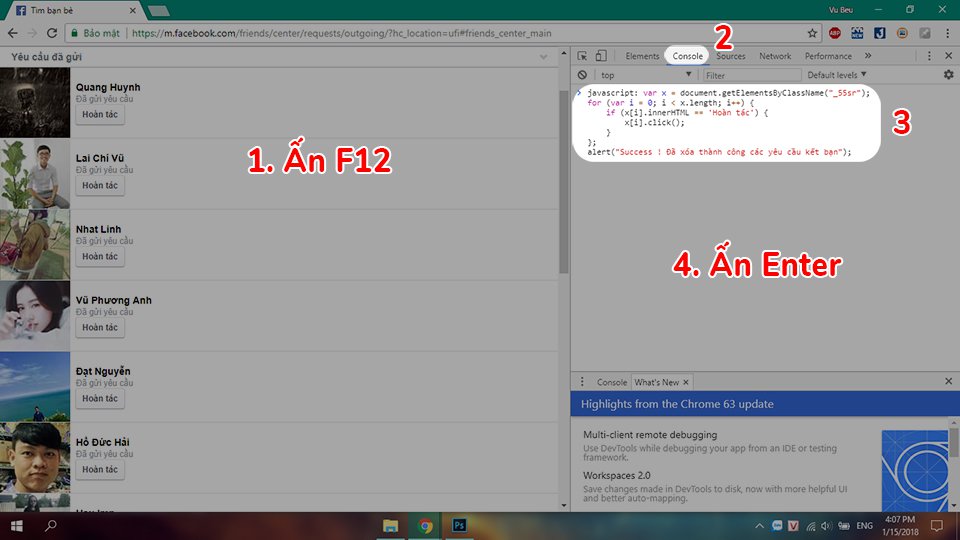 Tìm bạn bè
Vu Beu
Bảo mật
https://m.facebook.com/friends/center/requests/outgoing/?hc_location=ufi#friends_center_main
ABP
NEW
Yêu cầu đã gửi
Quang Huynh
Đã gửi yêu cầu
Hoàn tác
Lai Chí Vũ
Đã gửi yêu cầu
Hoàn tác
Nhat Linh
Đã gửi yêu cầu
Hoàn tác
Vũ Phương Anh
Đã gửi yêu cầu
Hoàn tác
Đạt Nguyễn
Đã gửi yêu cầu
Hoàn tác
Hồ Đức Hải
Đã gửi yêu cầu
Hoàn tác
1. Ấn F12
2
Elements Console Sources Network Performance »
top Filter Default levels
javascript: var x = document.getElementsByClassName("_55sr");
for (var i = 0; i < x.length; i++) {
if (x[i].innerHTML == 'Hoàn tác') {
x[i].click();
}
};
alert("Success ! Đã xóa thành công các yêu cầu kết bạn");
3
4. Ấn Enter
Console What's New
Highlights from the Chrome 63 update
Multi-client remote debugging
Use DevTools while debugging your app from an IDE or testing
framework.
Workspaces 2.0
Save changes made in DevTools to disk, now with more helpful UI
and better auto-mapping.
Ps
V
ENG
4:07 PM
1/15/2018